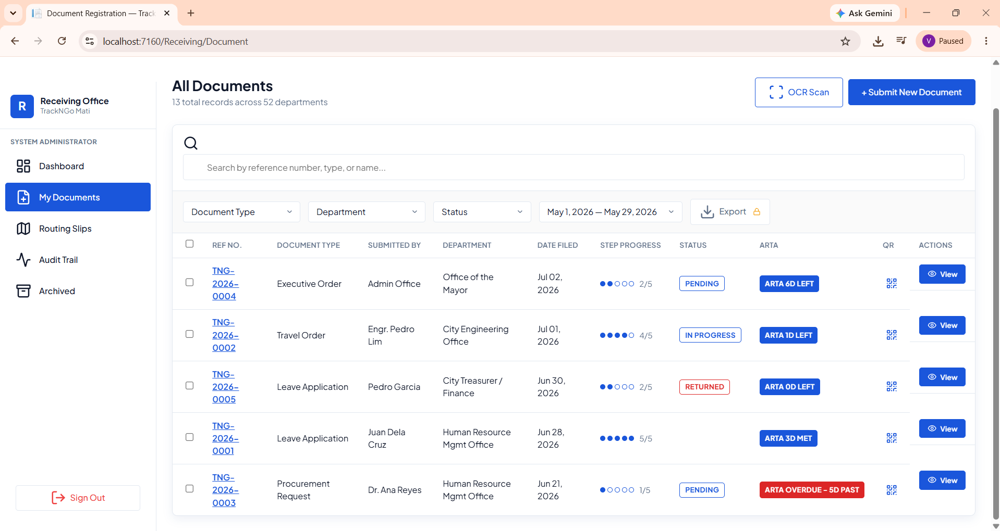 Document Registration — Track
Ask Gemini
localhost:7160/Receiving/Document
V
Paused
R
Receiving Office
TrackNGo Mati
SYSTEM ADMINISTRATOR
Dashboard
My Documents
Routing Slips
Audit Trail
Archived
Sign Out
All Documents
13 total records across 52 departments
OCR Scan
+ Submit New Document
Search by reference number, type, or name...
Document Type
Department
Status
May 1, 2026 — May 29, 2026
Export
REF NO. DOCUMENT TYPE SUBMITTED BY DEPARTMENT DATE FILED STEP PROGRESS STATUS ARTA QR ACTIONS
TNG-
2026-
0004
Executive Order
Admin Office
Office of the
Mayor
Jul 02,
2026
2/5
PENDING
ARTA 6D LEFT
View
TNG-
2026-
0002
Travel Order
Engr. Pedro
Lim
City Engineering
Office
Jul 01,
2026
4/5
IN PROGRESS
ARTA 1D LEFT
View
TNG-
2026-
0005
Leave Application
Pedro Garcia
City Treasurer /
Finance
Jun 30,
2026
2/5
RETURNED
ARTA 0D LEFT
View
TNG-
2026-
0001
Leave Application
Juan Dela
Cruz
Human Resource
Mgmt Office
Jun 28,
2026
5/5
ARTA 3D MET
View
TNG-
2026-
0003
Procurement
Request
Dr. Ana Reyes
Human Resource
Mgmt Office
Jun 21,
2026
1/5
PENDING
ARTA OVERDUE – 5D PAST
View